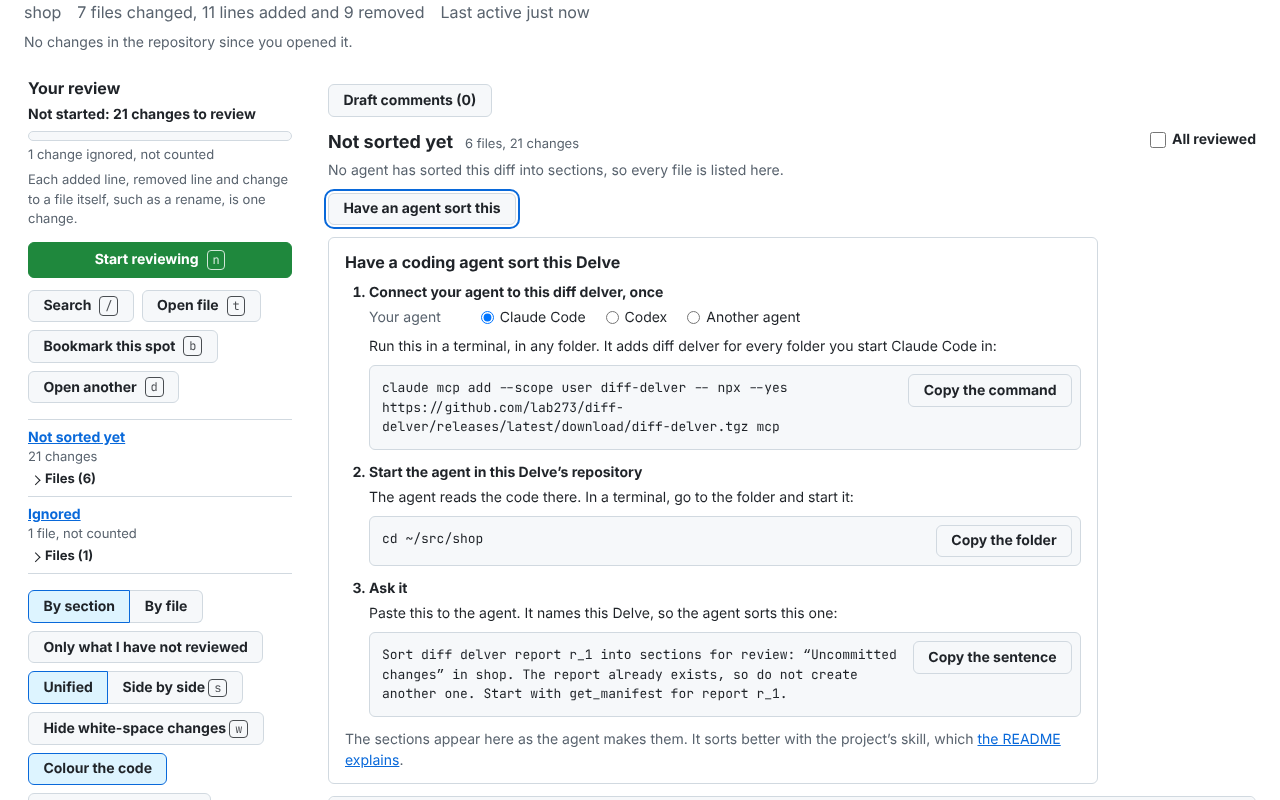 shop 7 files changed, 11 lines added and 9 removed Last active just now
No changes in the repository since you opened it.
Your review
Not started: 21 changes to review
1 change ignored, not counted
Each added line, removed line and change
to a file itself, such as a rename, is one
change.
Start reviewing n
Search / Open file t
Bookmark this spot b
Open another d
Not sorted yet
21 changes
Files (6)
Ignored
1 file, not counted
Files (1)
By section By file
Only what I have not reviewed
Unified Side by side s
Hide white-space changes w
Colour the code
Draft comments (0)
Not sorted yet 6 files, 21 changes
All reviewed
No agent has sorted this diff into sections, so every file is listed here.
Have an agent sort this
Have a coding agent sort this Delve
1. Connect your agent to this diff delver, once
Your agent Claude Code Codex Another agent
Run this in a terminal, in any folder. It adds diff delver for every folder you start Claude Code in:
claude mcp add --scope user diff-delver -- npx --yes
https://github.com/lab273/diff-
delver/releases/latest/download/diff-delver.tgz mcp
Copy the command
2. Start the agent in this Delve’s repository
The agent reads the code there. In a terminal, go to the folder and start it:
cd ~/src/shop
Copy the folder
3. Ask it
Paste this to the agent. It names this Delve, so the agent sorts this one:
Sort diff delver report r_1 into sections for review: “Uncommitted
changes” in shop. The report already exists, so do not create
another one. Start with get_manifest for report r_1.
Copy the sentence
The sections appear here as the agent makes them. It sorts better with the project’s skill, which the README
explains.